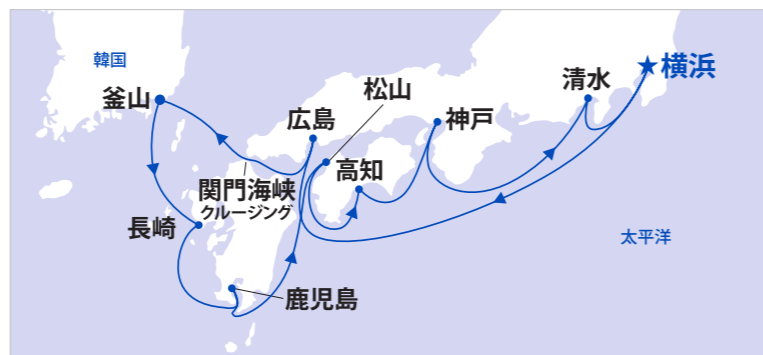 韓国
釜山
松山
広島
神戸
清水
★横浜
高知
関門海峡
クルージング
長崎
太平洋
鹿児島